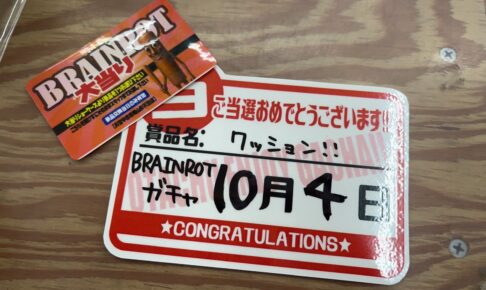 BRAINROT
大当り
ご当選おめでとうございます!!
賞品名: クッション!!
BRAINROT
ガチャ 10月4日
★CONGRATULATIONS★